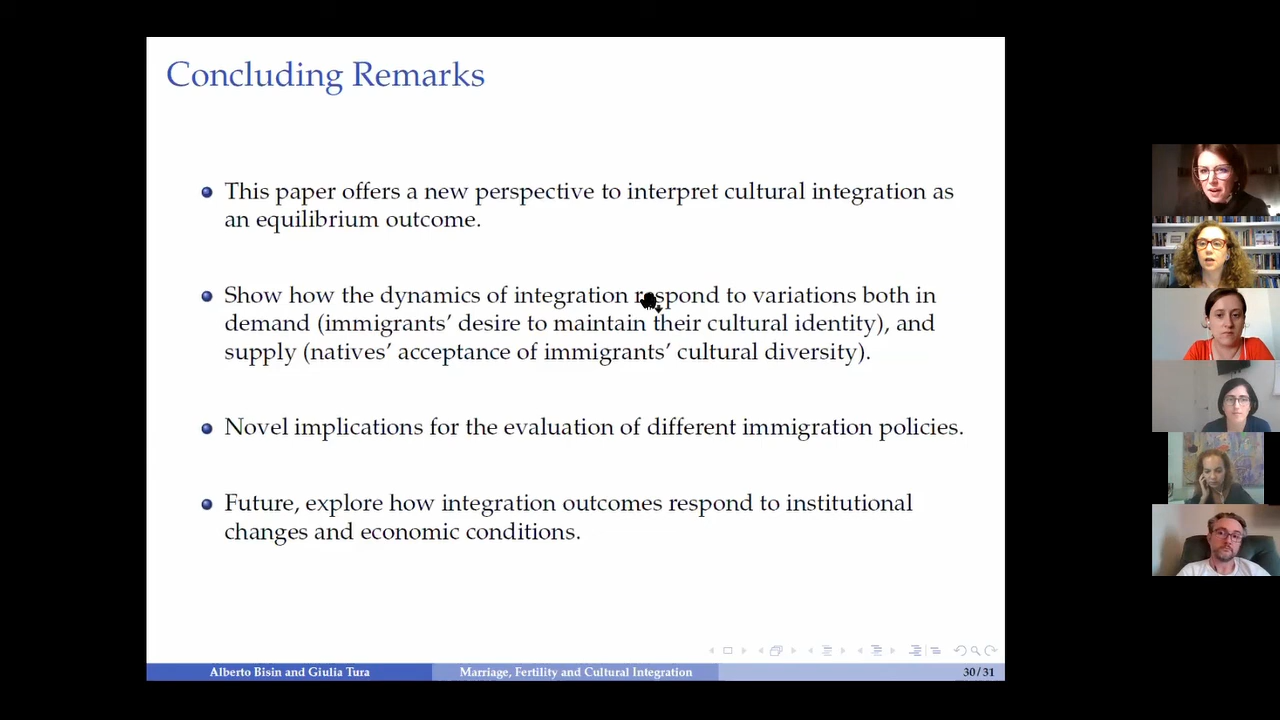 Concluding Remarks
This paper offers a new perspective to interpret cultural integration as
an equilibrium outcome.
Show how the dynamics of integration respond to variations both in
demand (immigrants’ desire to maintain their cultural identity), and
supply (natives’ acceptance of immigrants’ cultural diversity).
Novel implications for the evaluation of different immigration policies.
Future, explore how integration outcomes respond to institutional
changes and economic conditions.
Alberto Bisin and Giulia Tura
Marriage, Fertility and Cultural Integration
30 / 31